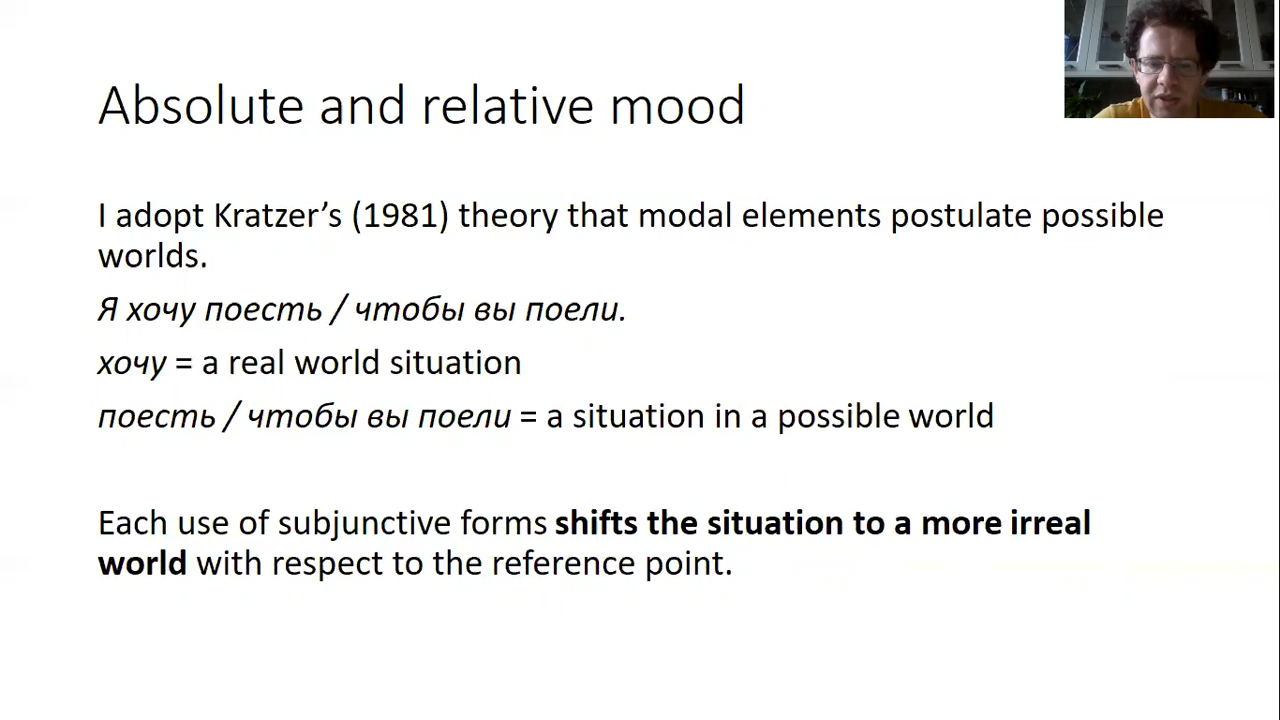 Absolute and relative mood
I adopt Kratzer’s (1981) theory that modal elements postulate possible
worlds.
Я хочу поесть / чтобы вы поели.
хочу = a real world situation
поесть / чтобы вы поели = a situation in a possible world
Each use of subjunctive forms shifts the situation to a more irreal
world with respect to the reference point.